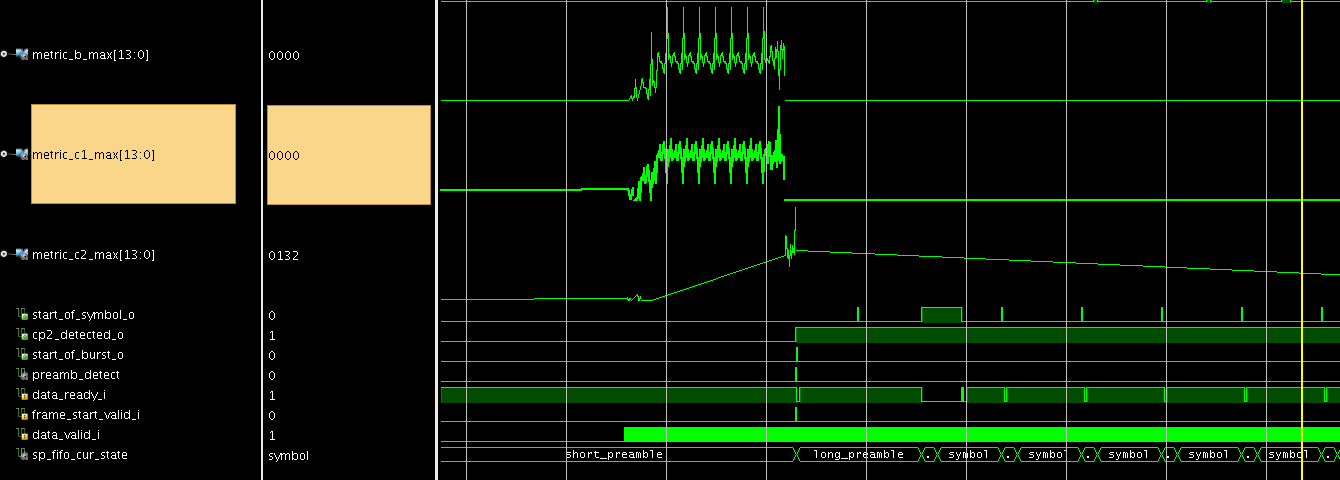 metric_b_max[13:0] 0000
metric_c1_max[13:0] 0000
metric_c2_max[13:0] 0132
start_of_symbol_o 0
cp2_detected_o 1
start_of_burst_o 0
preamb_detect 0
data_ready_i 1
frame_start_valid_i 0
data_valid_i 1
sp_fifo_cur_state symbol short_preamble long_preamble . symbol . symbol . symbol . symbol . symbol .